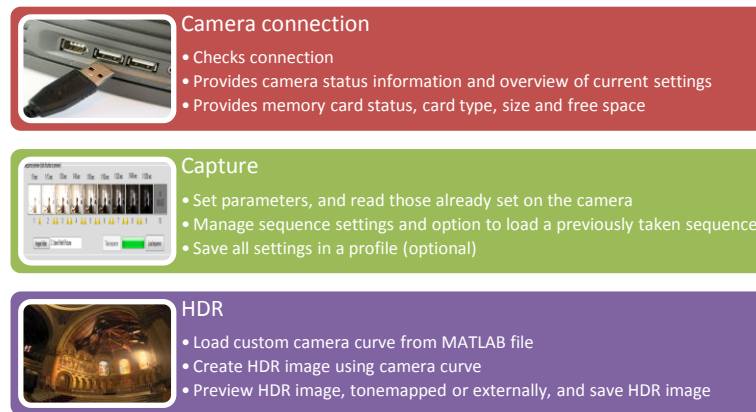 Camera connection
• Checks connection
• Provides camera status information and overview of current settings
• Provides memory card status, card type, size and free space
Capture
• Set parameters, and read those already set on the camera
• Manage sequence settings and option to load a previously taken sequence
• Save all settings in a profile (optional)
HDR
• Load custom camera curve from MATLAB file
• Create HDR image using camera curve
• Preview HDR image, tonemapped or externally, and save HDR image